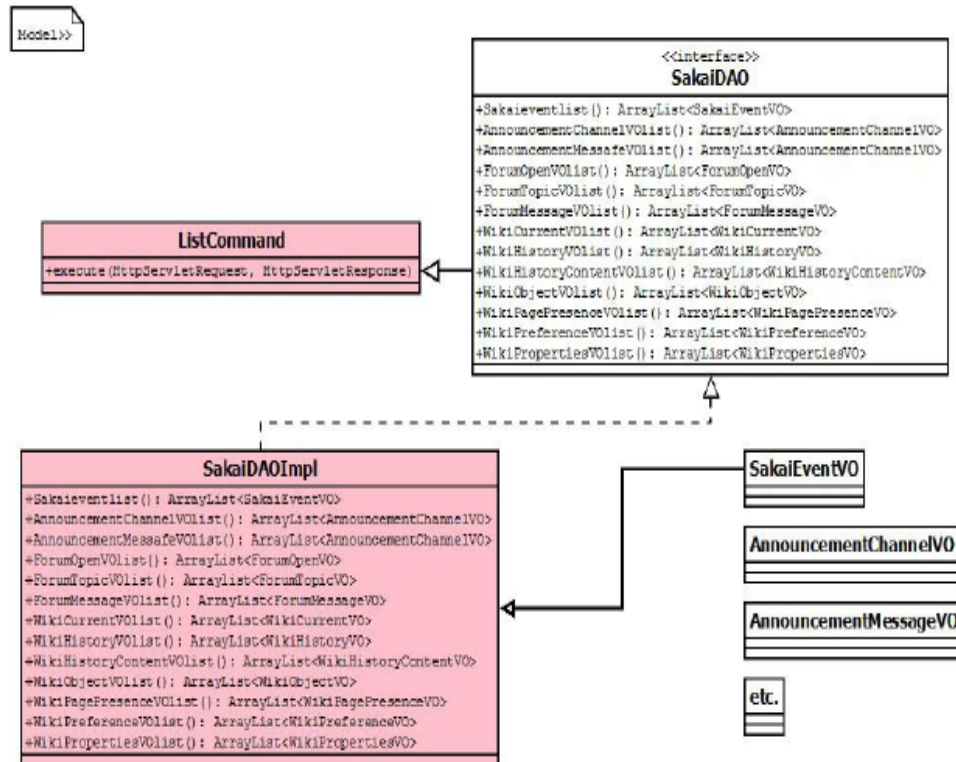 Model>>
<<interface>>
SakaiDAO
+Sakaieventlist(): ArrayList<SakaiEventVO>
+AnnouncementChannelVOlist(): ArrayList<AnnouncementChannelVO>
+AnnouncementMessafeVOlist(): ArrayList<AnnouncementChannelVO>
+ForumOpenVOlist(): ArrayList<ForumOpenVO>
+ForumTopicVOlist(): Arraylist<ForumTopicVO>
+ForumMessageVOlist(): ArrayList<ForumMessageVO>
+WikiCurrentVOlist(): ArrayList<WikiCurrentVO>
+WikiHistoryVOlist(): ArrayList<WikiHistoryVO>
+WikiHistoryContentVOlist(): ArrayList<WikiHistoryContentVO>
+WikiObjectVOlist(): ArrayList<WikiObjectVO>
+WikiPagePresenceVOlist(): ArrayList<WikiPagePresenceVO>
+WikiPreferenceVOlist(): ArrayList<WikiPreferenceVO>
+WikiPropertiesVOlist(): ArrayList<WikiPropertiesVO>
ListCommand
+execute(HttpServletRequest, HttpServletResponse)
SakaiDAOImpl
+Sakaieventlist(): ArrayList<SakaiEventVO>
+AnnouncementChannelVOlist(): ArrayList<AnnouncementChannelVO>
+AnnouncementMessafeVOlist(): ArrayList<AnnouncementChannelVO>
+ForumOpenVOlist(): ArrayList<ForumOpenVO>
+ForumTopicVOlist(): Arraylist<ForumTopicVO>
+ForumMessageVOlist(): ArrayList<ForumMessageVO>
+WikiCurrentVOlist(): ArrayList<WikiCurrentVO>
+WikiHistoryVOlist(): ArrayList<WikiHistoryVO>
+WikiHistoryContentVOlist(): ArrayList<WikiHistoryContentVO>
+WikiObjectVOlist(): ArrayList<WikiObjectVO>
+WikiPagePresenceVOlist(): ArrayList<WikiPagePresenceVO>
+WikiPreferenceVOlist(): ArrayList<WikiPreferenceVO>
+WikiPropertiesVOlist(): ArrayList<WikiPropertiesVO>
SakaiEventVO
AnnouncementChannelVO
AnnouncementMessageVO
etc.